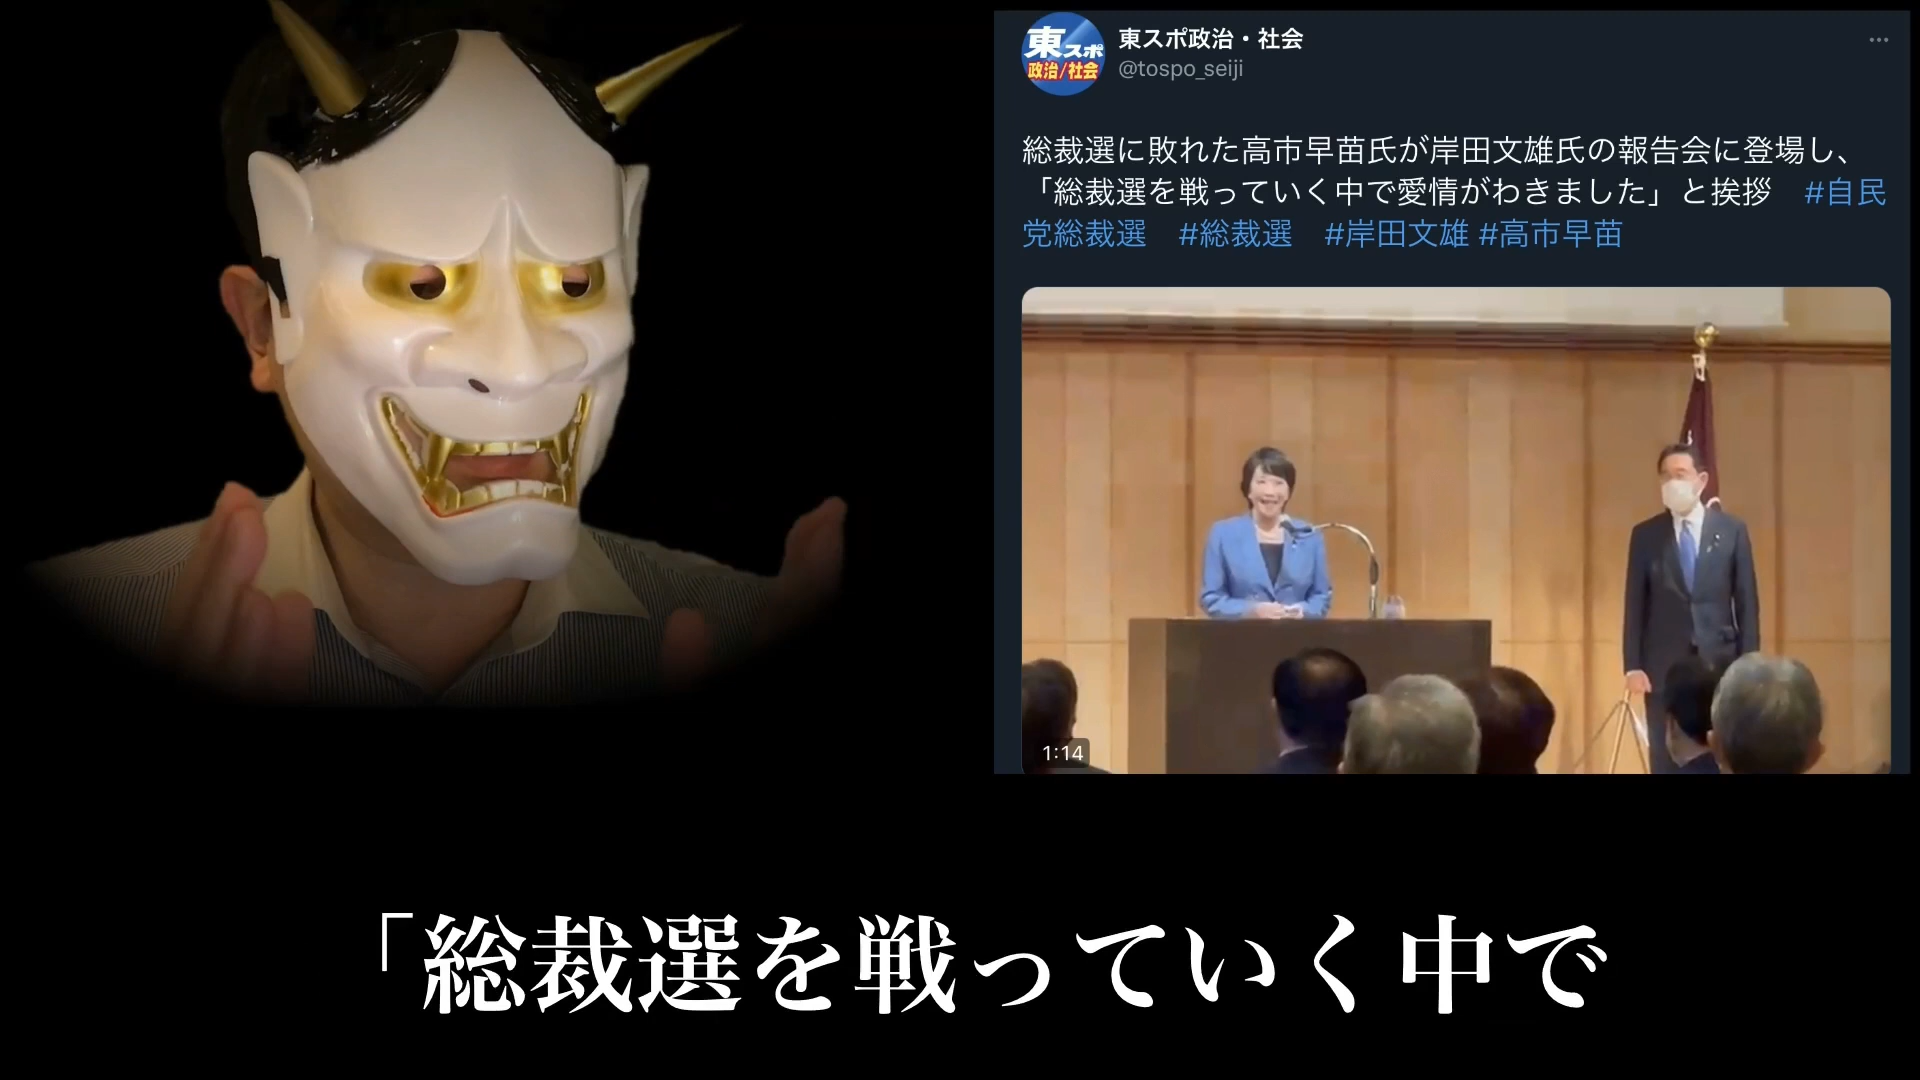 東スポ
政治/社会
東スポ政治・社会
@tospo_seiji
総裁選に敗れた高市早苗氏が岸田文雄氏の報告会に登場し、
「総裁選を戦っていく中で愛情がわきました」と挨拶　#自民
党総裁選　#総裁選　#岸田文雄 #高市早苗
1:14
「総裁選を戦っていく中で